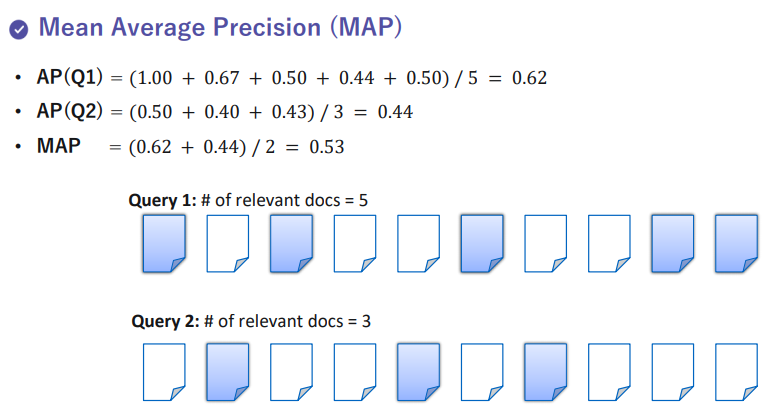 Mean Average Precision (MAP)
• AP(Q1) = (1.00 + 0.67 + 0.50 + 0.44 + 0.50) / 5 = 0.62
• AP(Q2) = (0.50 + 0.40 + 0.43) / 3 = 0.44
• MAP = (0.62 + 0.44) / 2 = 0.53
Query 1: # of relevant docs = 5
Query 2: # of relevant docs = 3